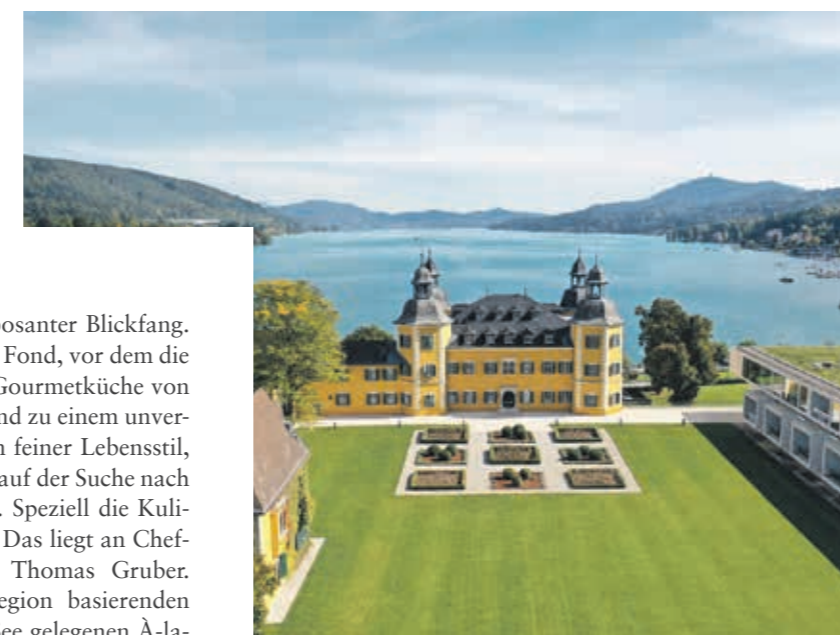 posanter Blickfang.
Fond, vor dem die
Gourmetküche von
nd zu einem unver-
n feiner Lebensstil,
auf der Suche nach
. Speziell die Kuli-
Das liegt an Chef-
Thomas Gruber.
egion basierenden
ee gelegenen À-la-